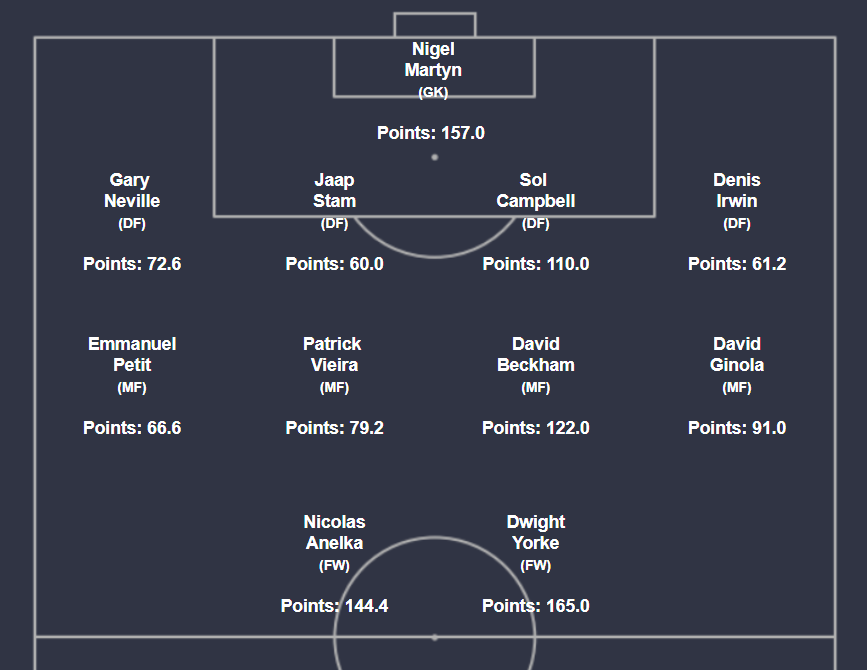 Nigel
Martyn
(GK)
Points: 157.0
Gary
Neville
(DF)
Points: 72.6
Jaap
Stam
(DF)
Points: 60.0
Sol
Campbell
(DF)
Points: 110.0
Denis
Irwin
(DF)
Points: 61.2
Emmanuel
Petit
(MF)
Points: 66.6
Patrick
Vieira
(MF)
Points: 79.2
David
Beckham
(MF)
Points: 122.0
David
Ginola
(MF)
Points: 91.0
Nicolas
Anelka
(FW)
Points: 144.4
Dwight
Yorke
(FW)
Points: 165.0